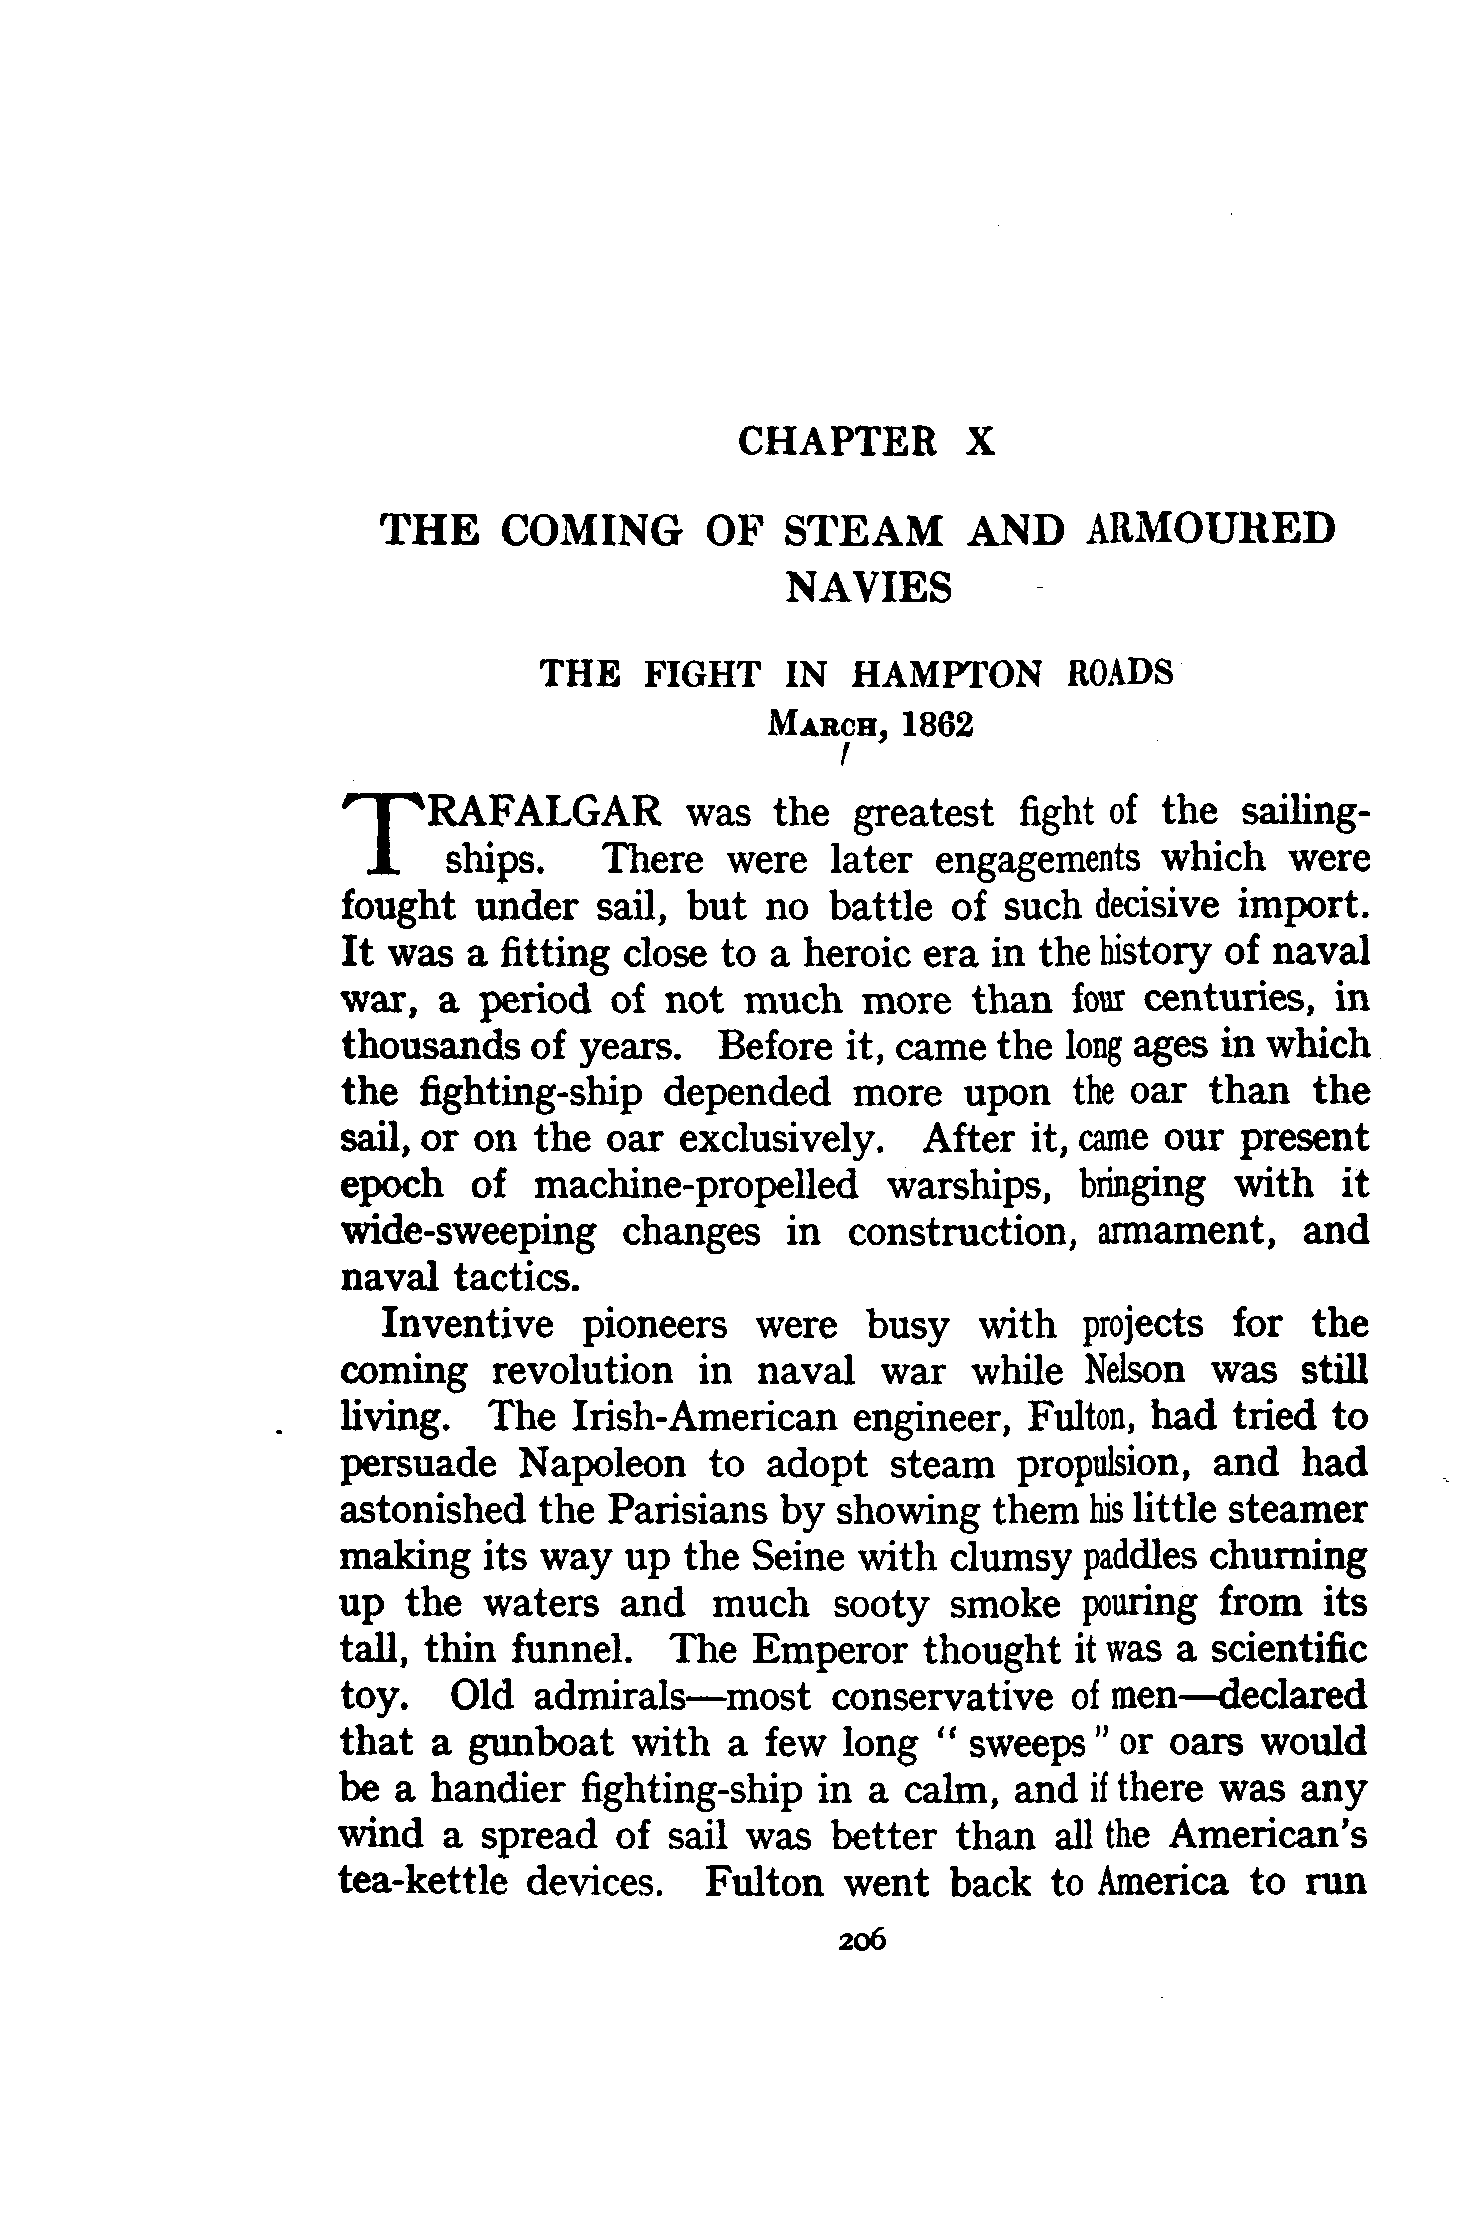 CHAPTER X
THE COMING OF STEAM AND ARMOURED
NAVIES
THE FIGHT IN HAMPTON ROADS
MARCH, 1862
TRAFALGAR was the greatest fight of the sailing-
ships. There were later engagements which were
fought under sail, but no battle of such decisive import.
It was a fitting close to a heroic era in the history of naval
war, a period of not much more than four centuries, in
thousands of years. Before it, came the long ages in which
the fighting-ship depended more upon the oar than the
sail, or on the oar exclusively. After it, came our present
epoch of machine-propelled warships, bringing with it
wide-sweeping changes in construction, armament, and
naval tactics.
Inventive pioneers were busy with projects for the
coming revolution in naval war while Nelson was still
living. The Irish-American engineer, Fulton, had tried to
persuade Napoleon to adopt steam propulsion, and had
astonished the Parisians by showing them his little steamer
making its way up the Seine with clumsy paddles churning
up the waters and much sooty smoke pouring from its
tall, thin funnel. The Emperor thought it was a scientific
toy. Old admirals—most conservative of men—declared
that a gunboat with a few long "sweeps" or oars would
be a handier fighting-ship in a calm, and if there was any
wind a spread of sail was better than all the American's
tea-kettle devices. Fulton went back to America to run
206